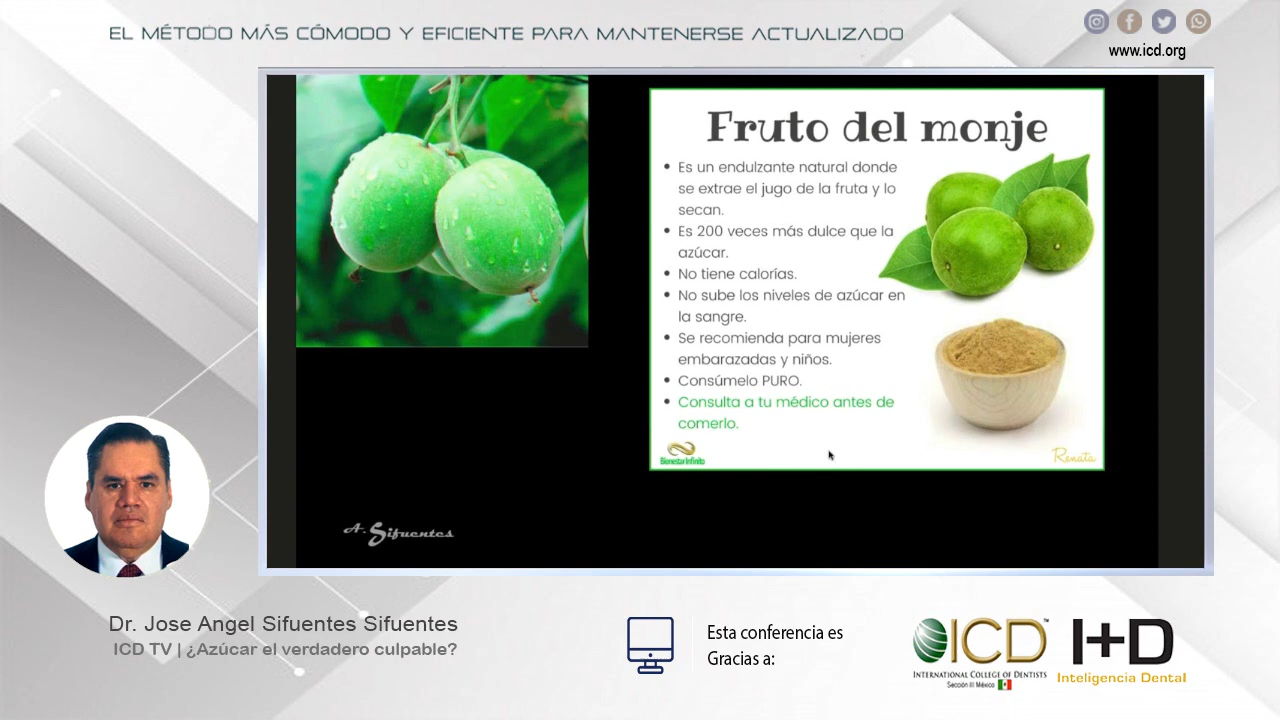 EL MÉTODO MÁS CÓMODO Y EFICIENTE PARA MANTENERSE ACTUALIZADO
www.icd.org
Fruto del monje
• Es un endulzante natural donde
se extrae el jugo de la fruta y lo
secan.
• Es 200 veces más dulce que la
azúcar.
• No tiene calorías.
• No sube los niveles de azúcar en
la sangre.
• Se recomienda para mujeres
embarazadas y niños.
• Consúmelo PURO.
• Consulta a tu médico antes de
comerlo.
Bienestar Infinito
Renata
A. Sifuentes
Dr. Jose Angel Sifuentes Sifuentes
ICD TV | ¿Azúcar el verdadero culpable?
Esta conferencia es
Gracias a:
ICD™
INTERNATIONAL COLLEGE OF DENTISTS
Sección III México
I+D
Inteligencia Dental